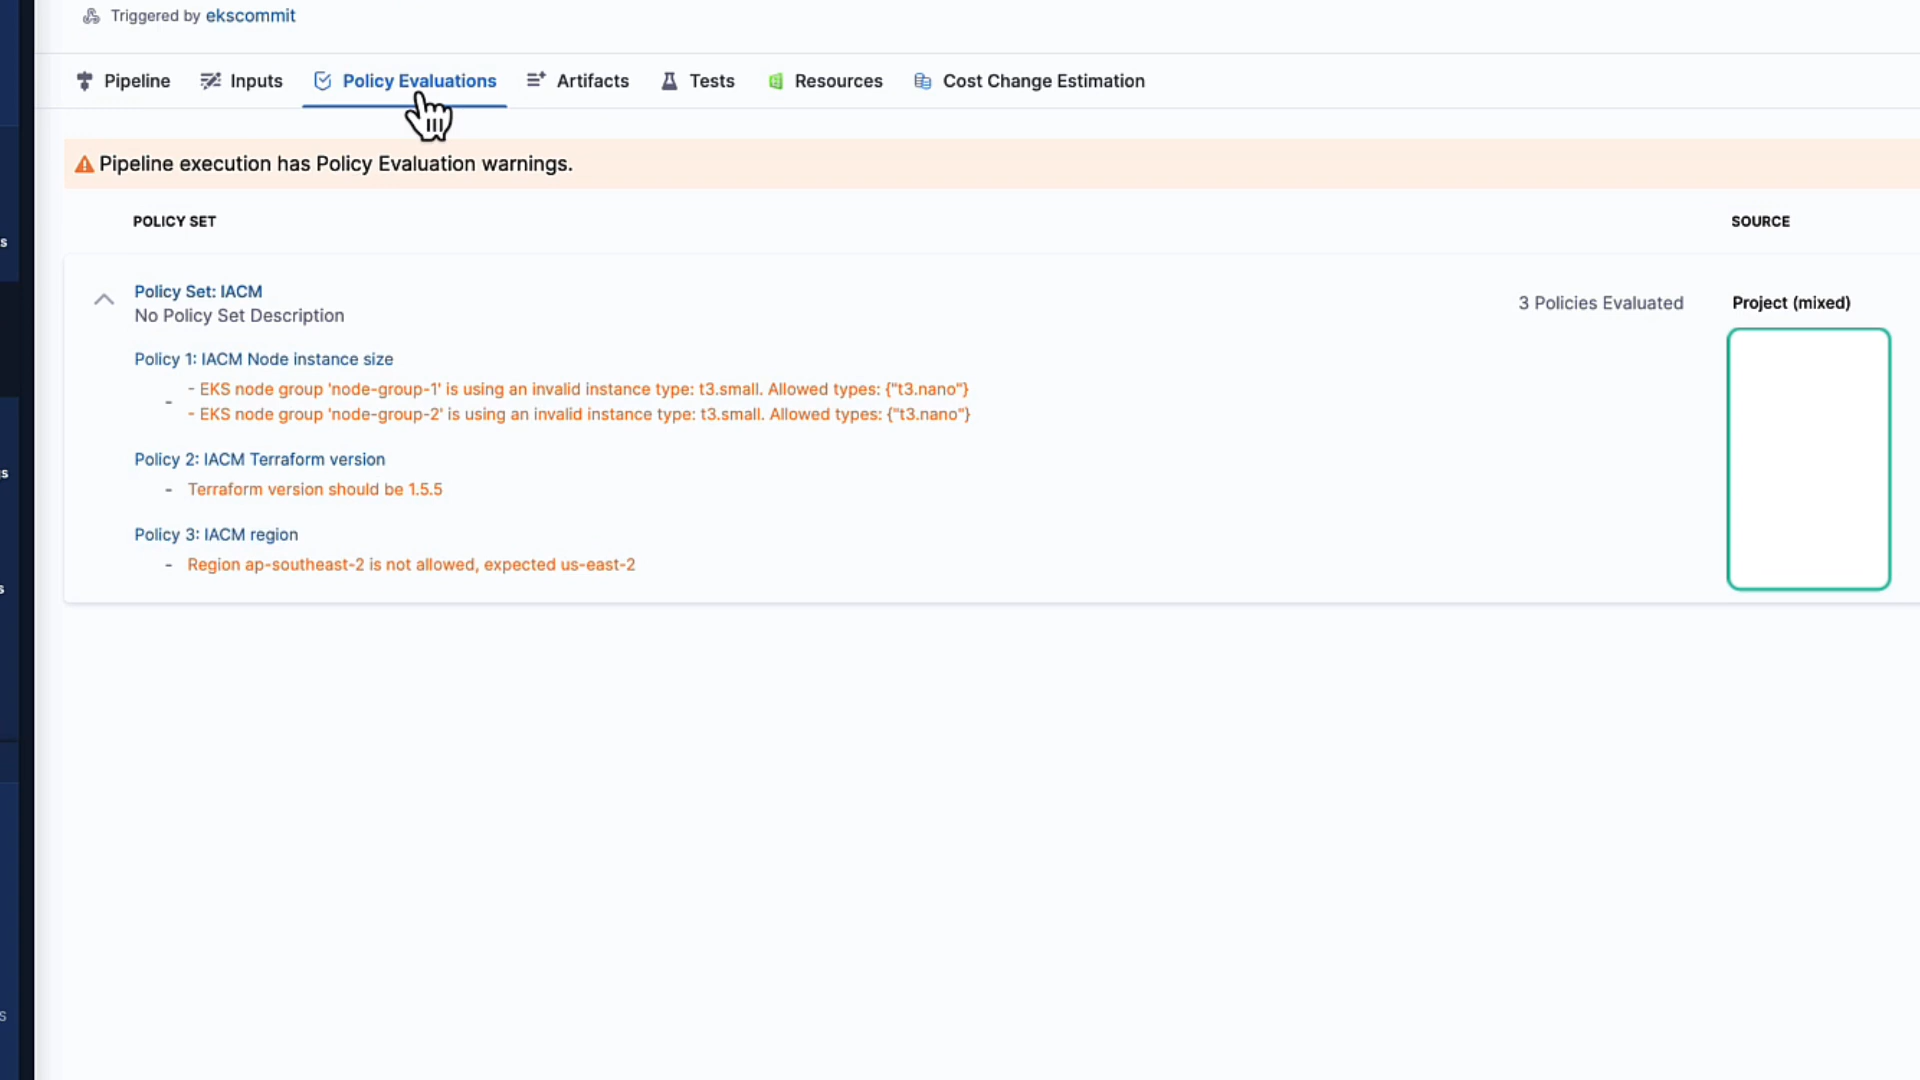 Triggered by ekscommit
Pipeline Inputs Policy Evaluations Artifacts Tests Resources Cost Change Estimation
Pipeline execution has Policy Evaluation warnings.
POLICY SET SOURCE
Policy Set: IACM
No Policy Set Description
3 Policies Evaluated Project (mixed)
Policy 1: IACM Node instance size
- - EKS node group 'node-group-1' is using an invalid instance type: t3.small. Allowed types: {"t3.nano"}
- EKS node group 'node-group-2' is using an invalid instance type: t3.small. Allowed types: {"t3.nano"}
Policy 2: IACM Terraform version
- Terraform version should be 1.5.5
Policy 3: IACM region
- Region ap-southeast-2 is not allowed, expected us-east-2